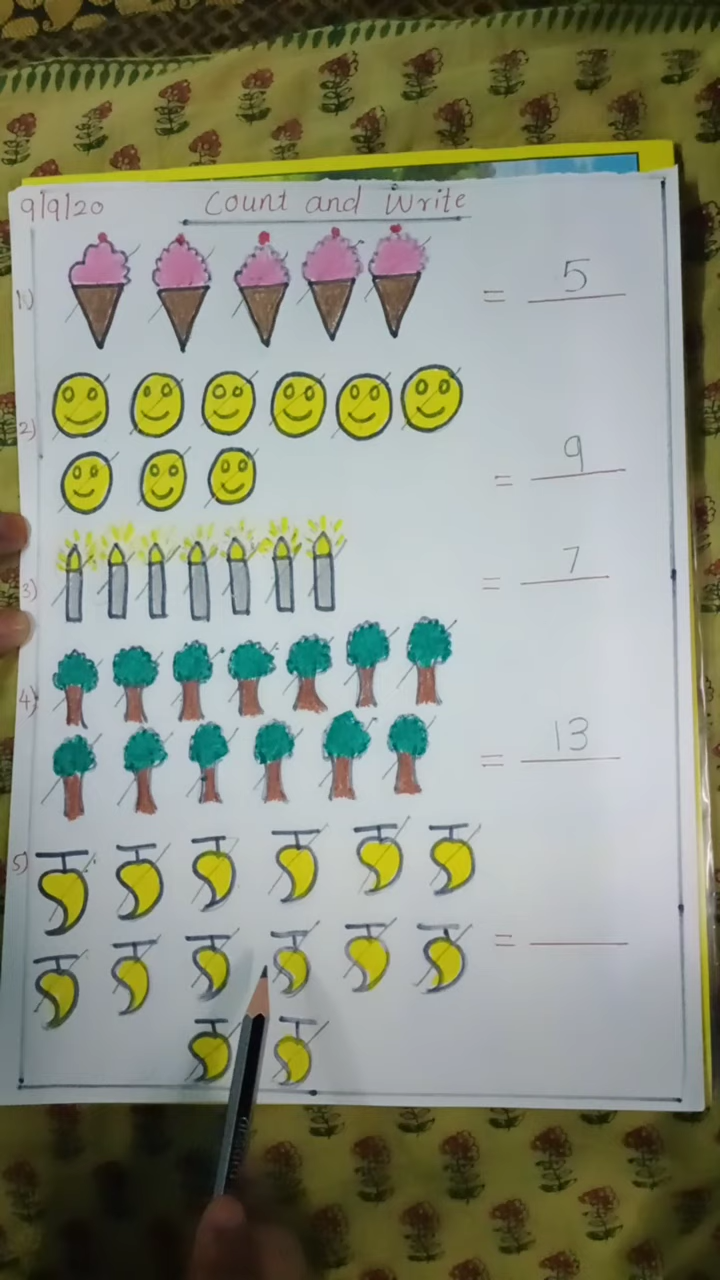 9/9/20 Count and Write
1) = 5
2) = 9
3) = 7
4) = 13
5) =